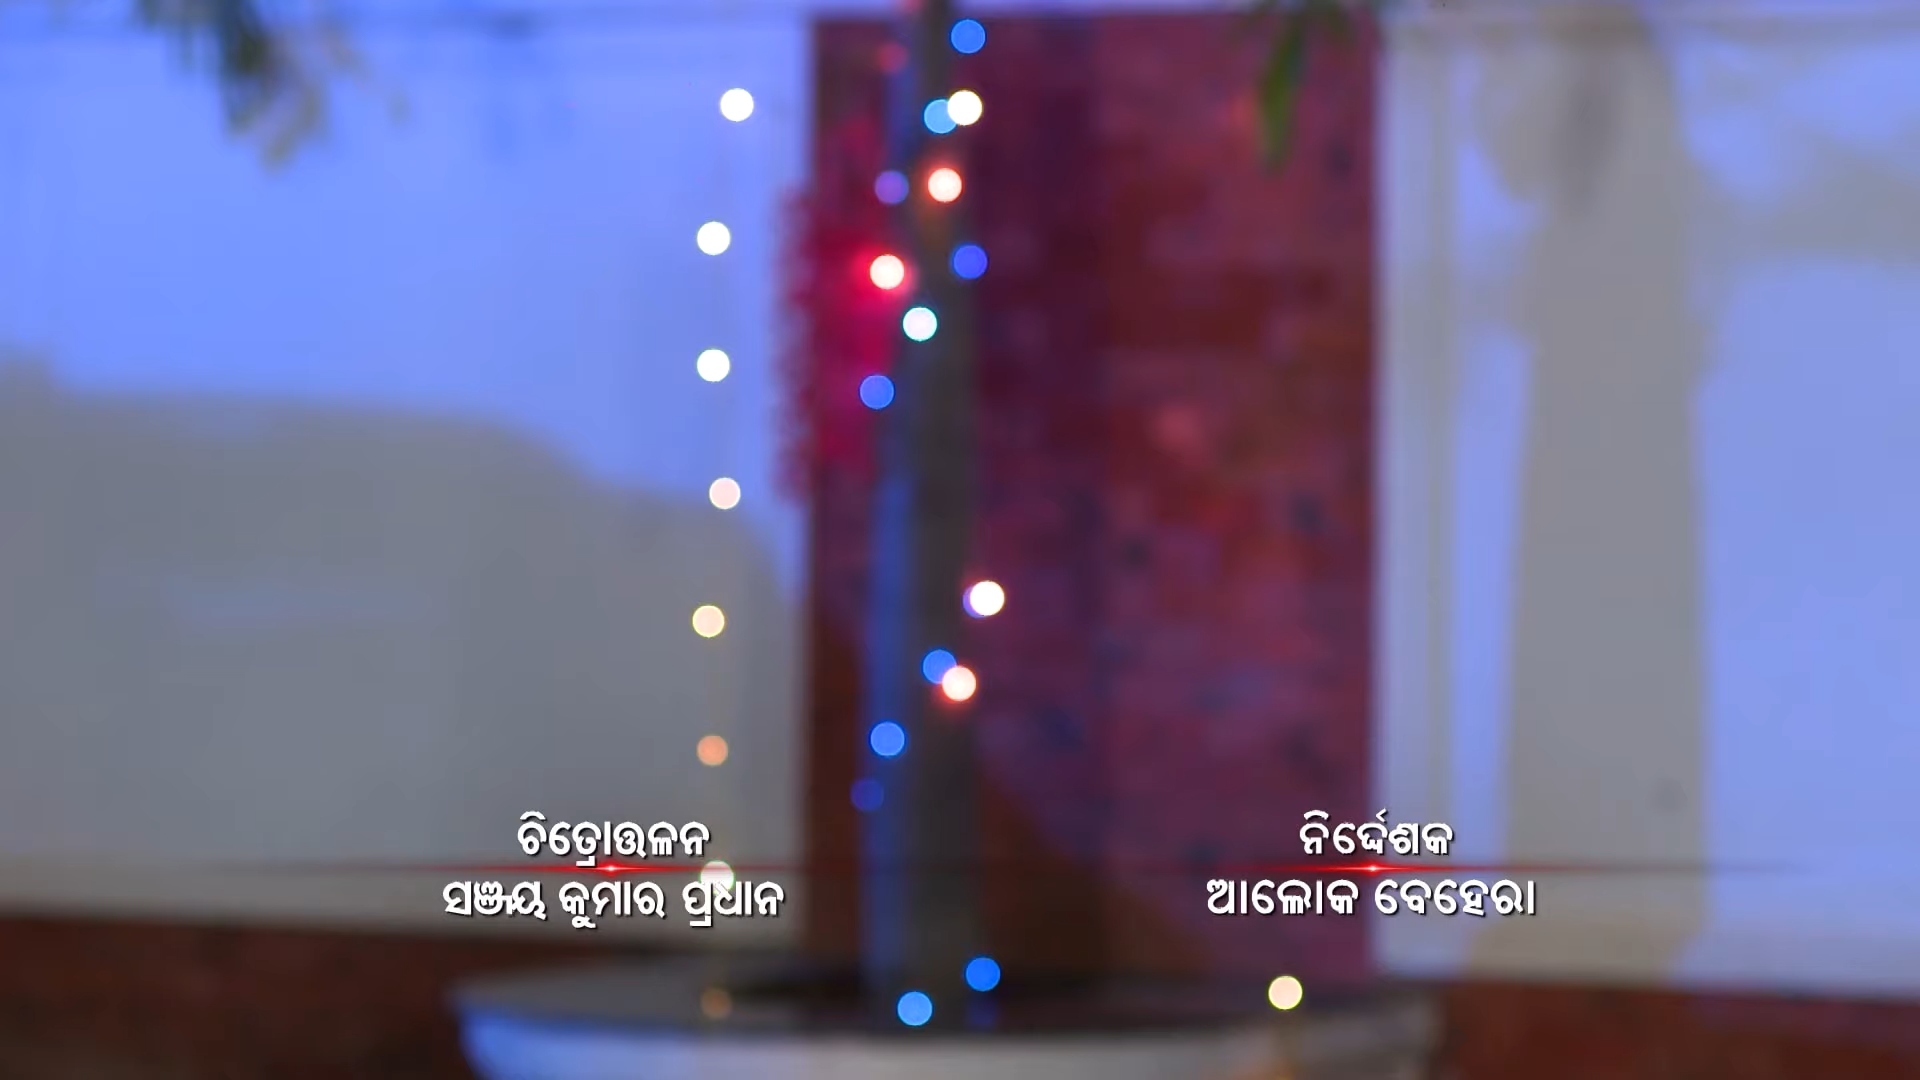 ଚିତ୍ରୋତ୍ତଳନ
ସଞ୍ଜୟ କୁମାର ପ୍ରଧାନ
ନିର୍ଦ୍ଦେଶକ
ଆଲୋକ ବେହେରା